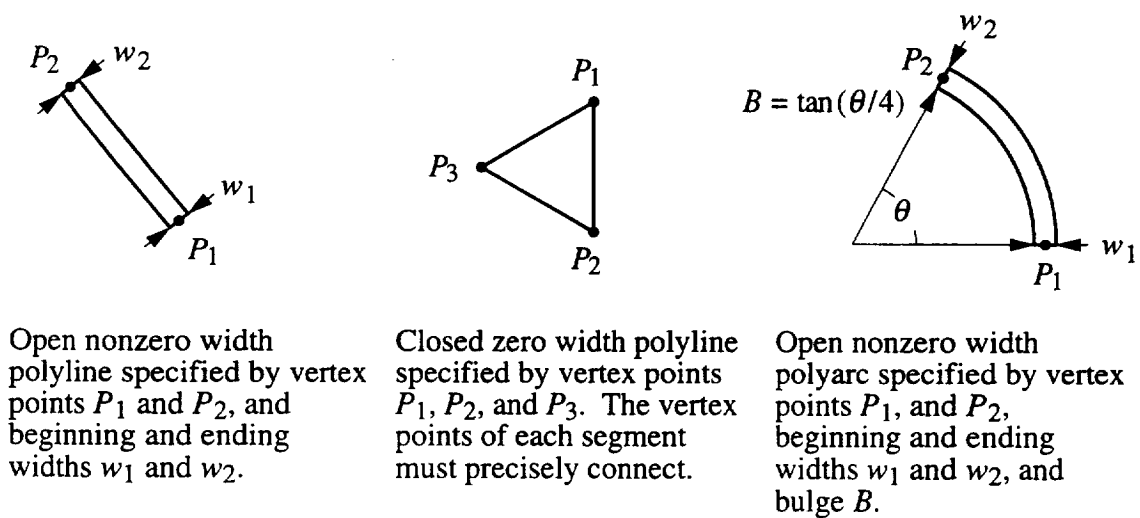 P2
w2
w1
P1
P1
P3
P2
w2
P2
B = tan(θ/4)
θ
w1
P1
Open nonzero width
polyline specified by vertex
points P1 and P2, and
beginning and ending
widths w1 and w2.
Closed zero width polyline
specified by vertex points
P1, P2, and P3. The vertex
points of each segment
must precisely connect.
Open nonzero width
polyarc specified by vertex
points P1, and P2,
beginning and ending
widths w1 and w2, and
bulge B.